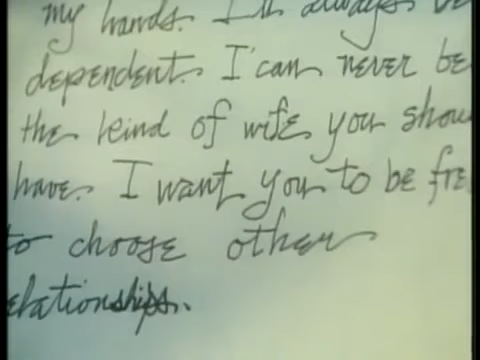 my hands. I'll always be
dependent. I can never be
the kind of wife you shou
have. I want you to be fre
to choose other
elationships.